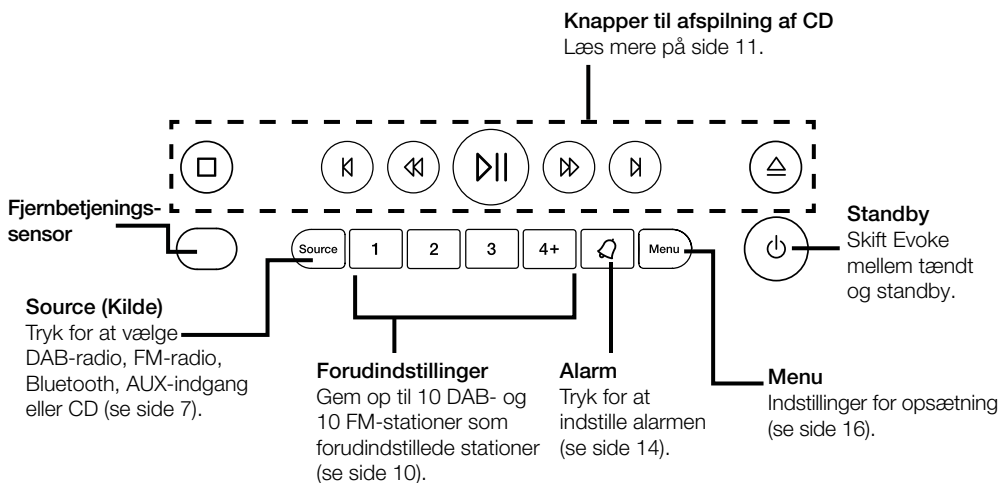 Knapper til afspilning af CD
Læs mere på side 11.
Fjernbetjenings-
sensor
Source
1
2
3
4+
Menu
Standby
Skift Evoke
mellem tændt
og standby.
Source (Kilde)
Tryk for at vælge
DAB-radio, FM-radio,
Bluetooth, AUX-indgang
eller CD (se side 7).
Forudindstillinger
Gem op til 10 DAB- og
10 FM-stationer som
forudindstillede stationer
(se side 10).
Alarm
Tryk for at
indstille alarmen
(se side 14).
Menu
Indstillinger for opsætning
(se side 16).